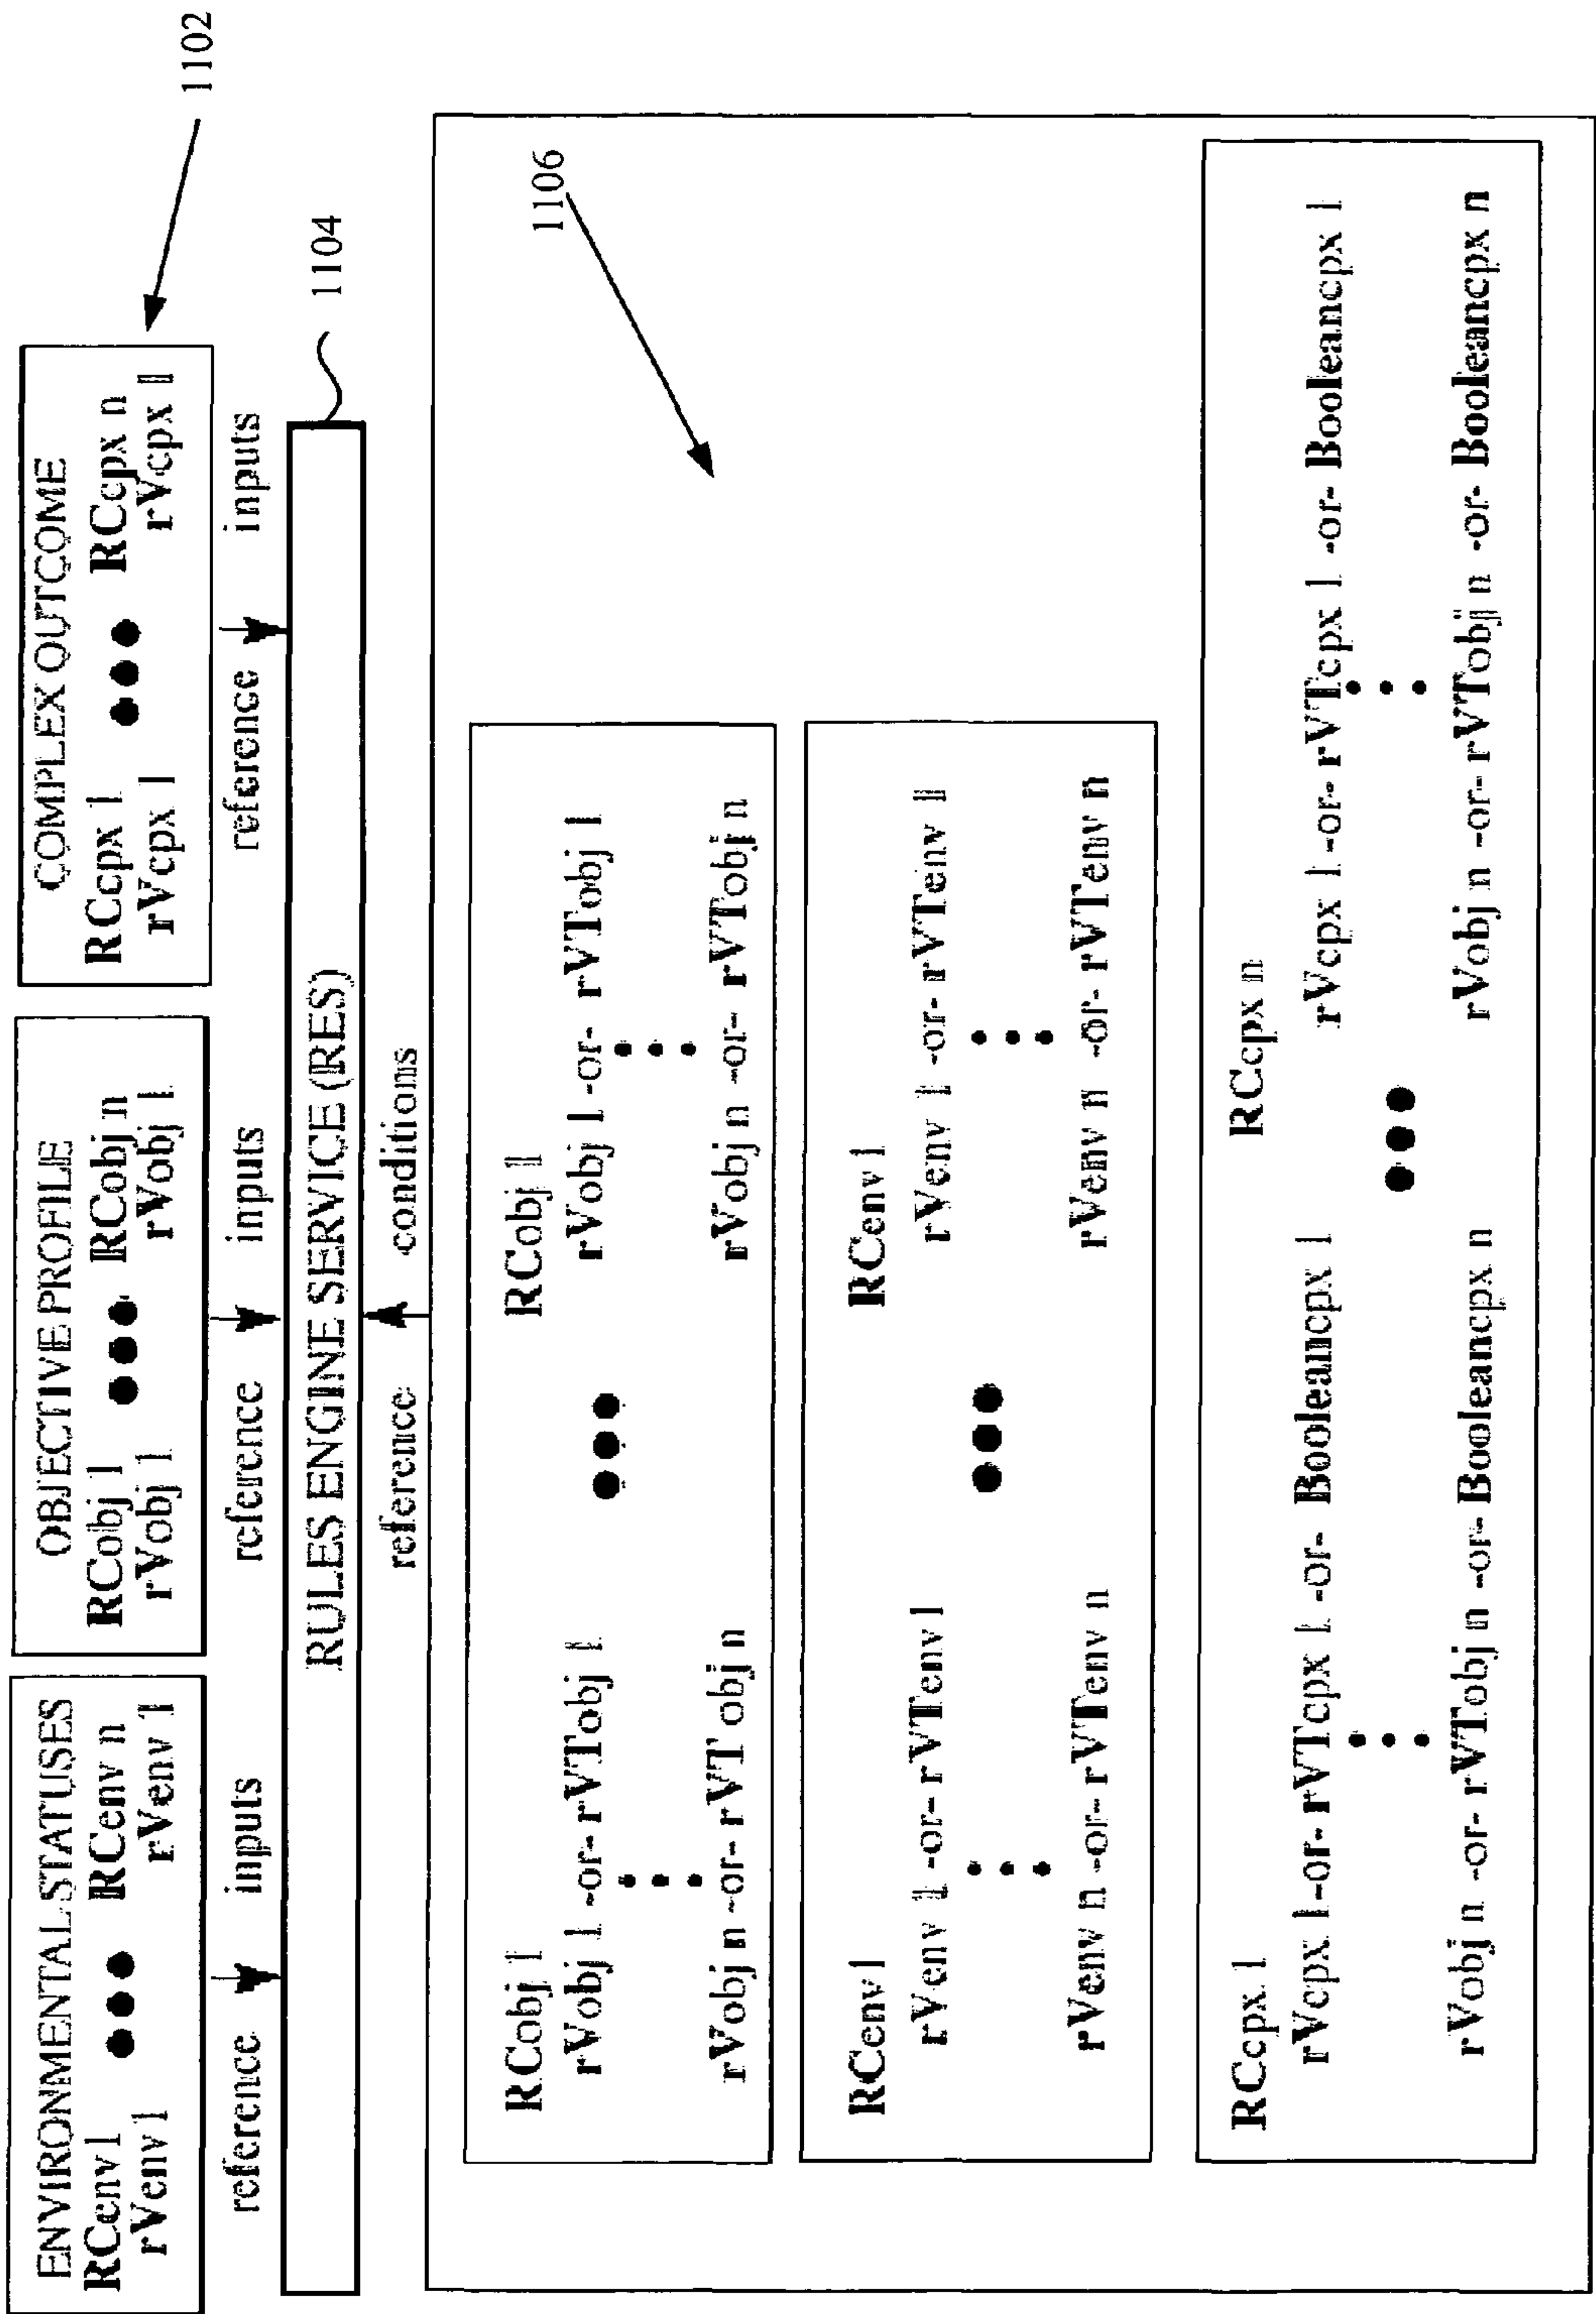 1102
ENVIRONMENTAL STATUSES
RCenv 1 ••• RCenv n
rVenv 1 rVenv 1
OBJECTIVE PROFILE
RCobj 1 ••• RCobj n
rVobj 1 rVobj 1
COMPLEX OUTCOME
RCcpx 1 ••• RCcpx n
rVcpx 1 rVcpx 1
reference inputs
reference inputs
reference inputs
1104
RULES ENGINE SERVICE (RES)
reference conditions
1106
RCobj 1 RCobj 1
rVobj 1 -or- rVTobj 1 ••• rVobj 1 -or- rVTobj 1
rVobj n -or- rVT obj n rVobj n -or- rVTobj n
RCenv 1 RCenv 1
rVenv 1 -or- rVTenv 1 ••• rVenv 1 -or- rVTenv 1
rVenv n -or- rVTenv n rVenv n -or- rVTenv n
RCcpx 1 RCcpx n
rVcpx 1 -or- rVTcpx 1 -or- Booleancpx 1 ••• rVcpx 1 -or- rVTcpx 1 -or- Booleancpx 1
rVobj n -or- rVTobj n -or- Booleancpx n rVobj n -or- rVTobj n -or- Booleancpx n